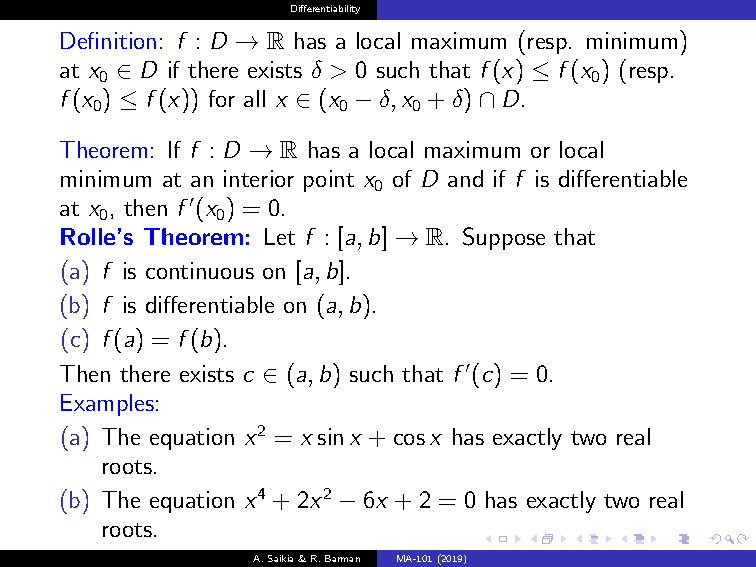 Differentiability
Definition: f : D → ℝ has a local maximum (resp. minimum)
at x₀ ∈ D if there exists δ > 0 such that f(x) ≤ f(x₀) (resp.
f(x₀) ≤ f(x)) for all x ∈ (x₀ − δ, x₀ + δ) ∩ D.
Theorem: If f : D → ℝ has a local maximum or local
minimum at an interior point x₀ of D and if f is differentiable
at x₀, then f′(x₀) = 0.
Rolle's Theorem: Let f : [a, b] → ℝ. Suppose that
(a) f is continuous on [a, b].
(b) f is differentiable on (a, b).
(c) f(a) = f(b).
Then there exists c ∈ (a, b) such that f′(c) = 0.
Examples:
(a) The equation x² = x sin x + cos x has exactly two real
roots.
(b) The equation x⁴ + 2x² − 6x + 2 = 0 has exactly two real
roots.
A. Saikia & R. Barman MA-101 (2019)